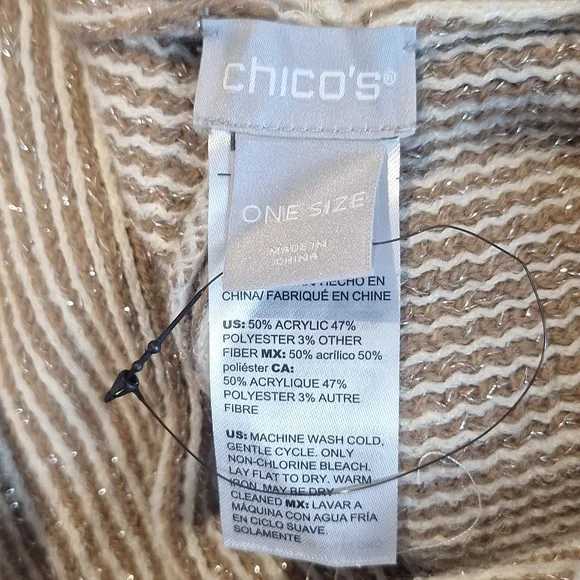 chico's®
ONE SIZE
MADE IN
CHINA
HECHO EN
CHINA/ FABRIQUÉ EN CHINE
US: 50% ACRYLIC 47%
POLYESTER 3% OTHER
FIBER MX: 50% acrílico 50%
poliéster CA:
50% ACRYLIQUE 47%
POLYESTER 3% AUTRE
FIBRE
US: MACHINE WASH COLD,
GENTLE CYCLE. ONLY
NON-CHLORINE BLEACH.
LAY FLAT TO DRY. WARM
IRON, MAY BE DRY
CLEANED MX: LAVAR A
MÁQUINA CON AGUA FRÍA
EN CICLO SUAVE.
SOLAMENTE